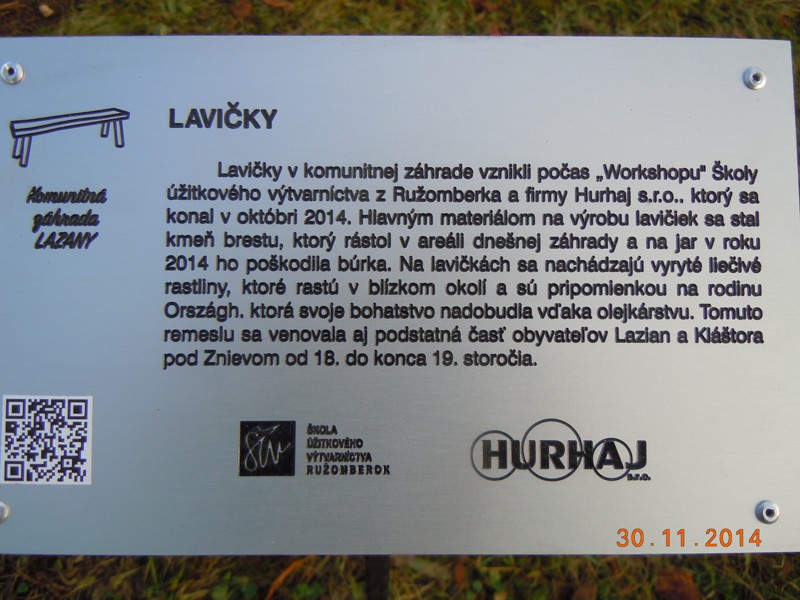 LAVIČKY
Lavičky v komunitnej záhrade vznikli počas „Workshopu" Školy
úžitkového výtvarníctva z Ružomberka a firmy Hurhaj s.r.o.. ktorý sa
konal v októbri 2014. Hlavným materiálom na výrobu lavičiek sa stal
kmeň brestu, ktorý rástol v areáli dnešnej záhrady a na jar v roku
2014 ho poškodila búrka. Na lavičkách sa nachádzajú vyryté liečivé
rastliny, ktoré rastú v blízkom okolí a sú pripomienkou na rodinu
Országh. ktorá svoje bohatstvo nadobudla vďaka olejkárstvu. Tomuto
remeslu sa venovala aj podstatná časť obyvateľov Lazian a Kláštora
pod Znievom od 18. do konca 19. storočia.
Komunitná
záhrada
LAZANY
šúv
ŠKOLA
ÚŽITKOVÉHO
VÝTVARNÍCTVA
RUŽOMBEROK
HURHAJ
s.r.o.
30.11.2014